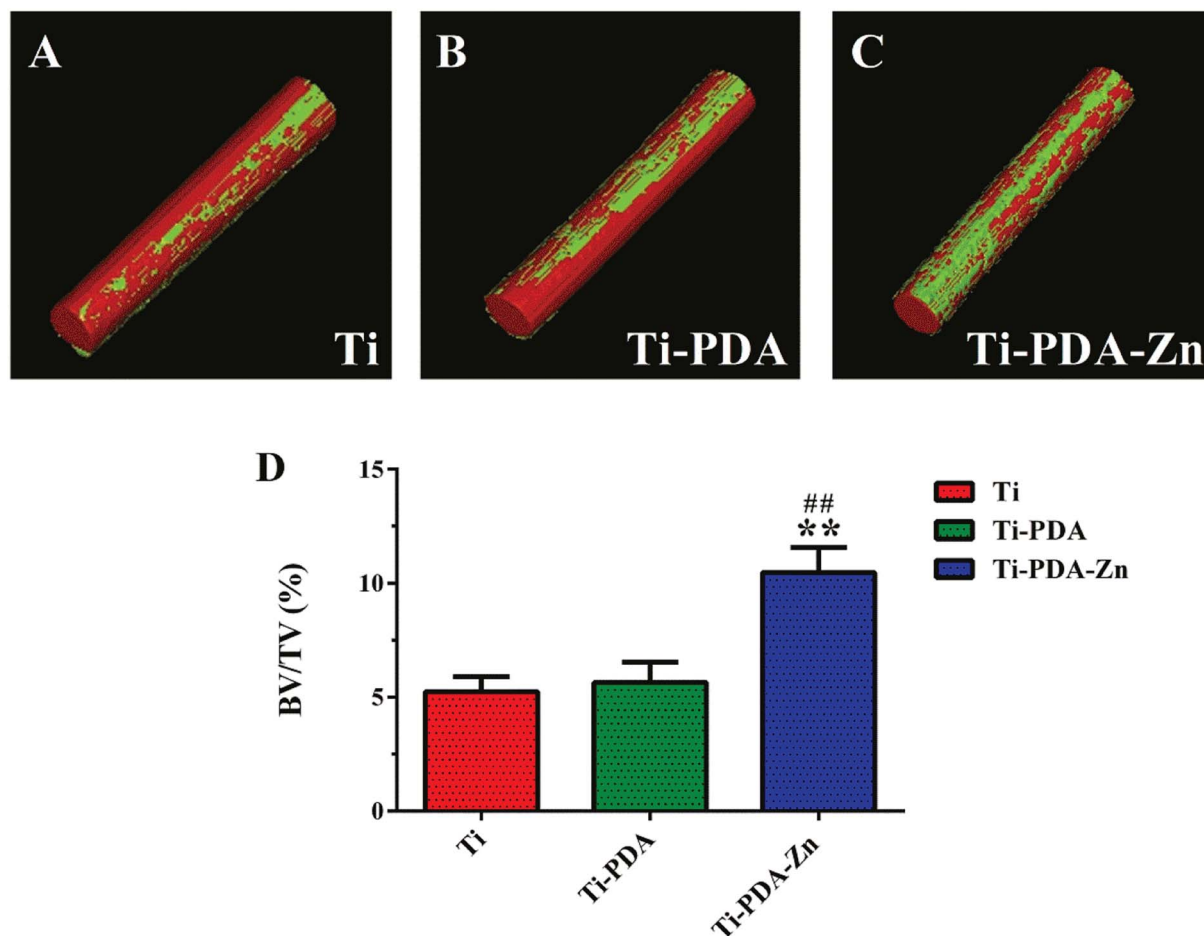 A
B
C
Ti
Ti-PDA
Ti-PDA-Zn
D
15
10
5
0
BV/TV (%)
##
**
Ti
Ti-PDA
Ti-PDA-Zn
Ti
Ti-PDA
Ti-PDA-Zn